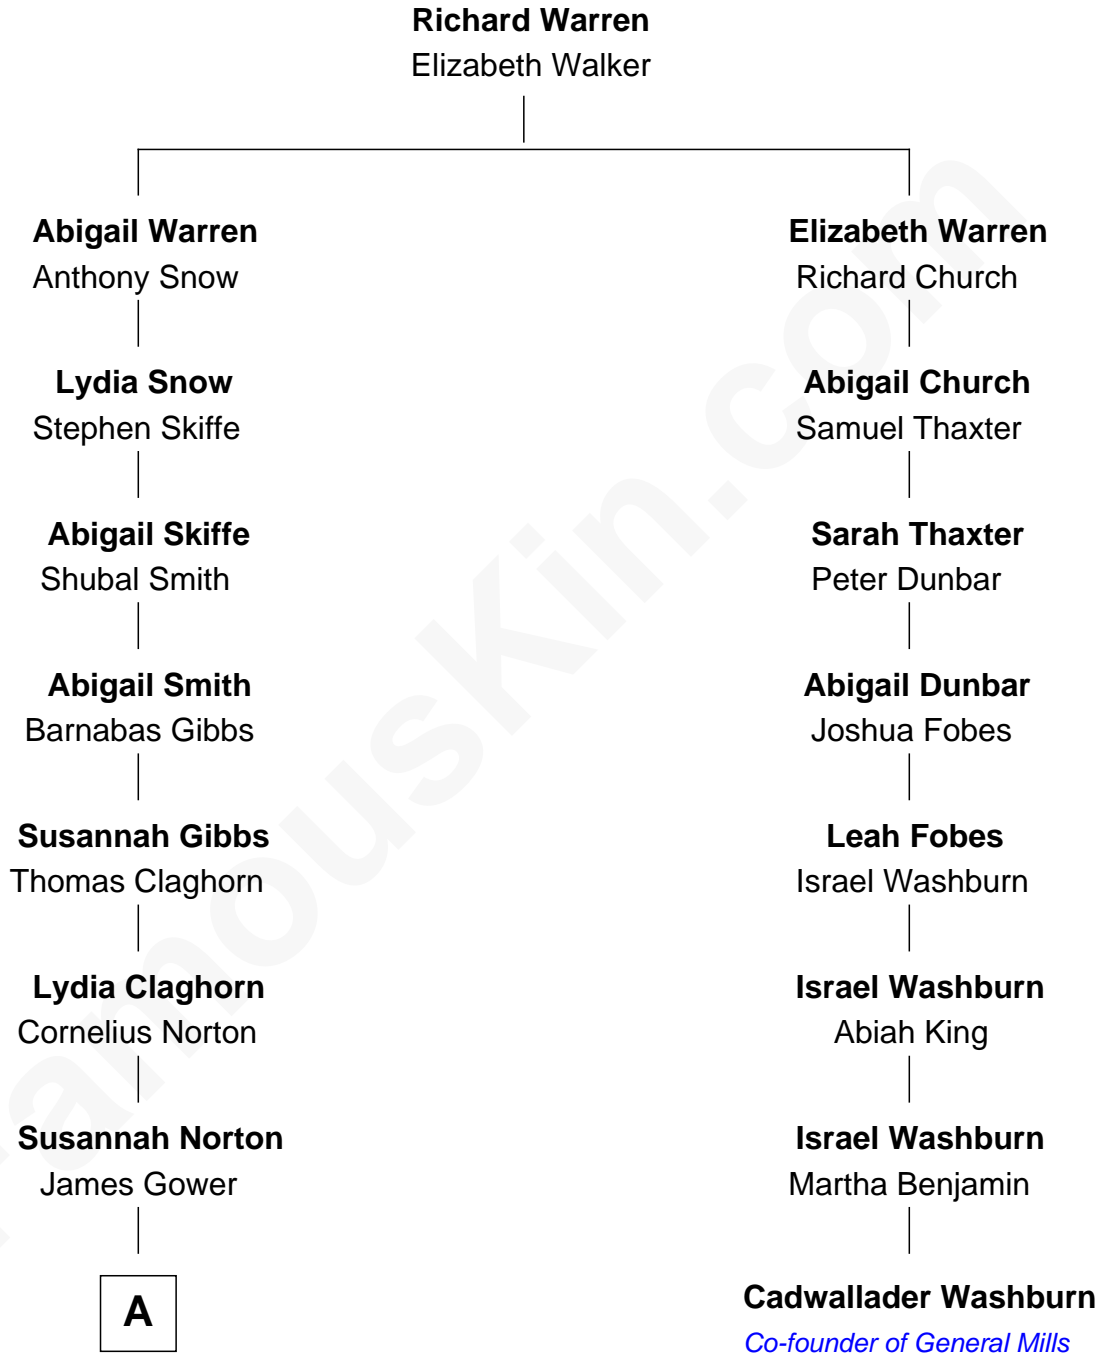 Richard Warren
Elizabeth Walker
Abigail Warren
Anthony Snow
Elizabeth Warren
Richard Church
Lydia Snow
Stephen Skiffe
Abigail Church
Samuel Thaxter
Abigail Skiffe
Shubal Smith
Sarah Thaxter
Peter Dunbar
Abigail Smith
Barnabas Gibbs
Abigail Dunbar
Joshua Fobes
Susannah Gibbs
Thomas Claghorn
Leah Fobes
Israel Washburn
Lydia Claghorn
Cornelius Norton
Israel Washburn
Abiah King
Susannah Norton
James Gower
Israel Washburn
Martha Benjamin
A
Cadwallader Washburn
Co-founder of General Mills
FamousKin.com